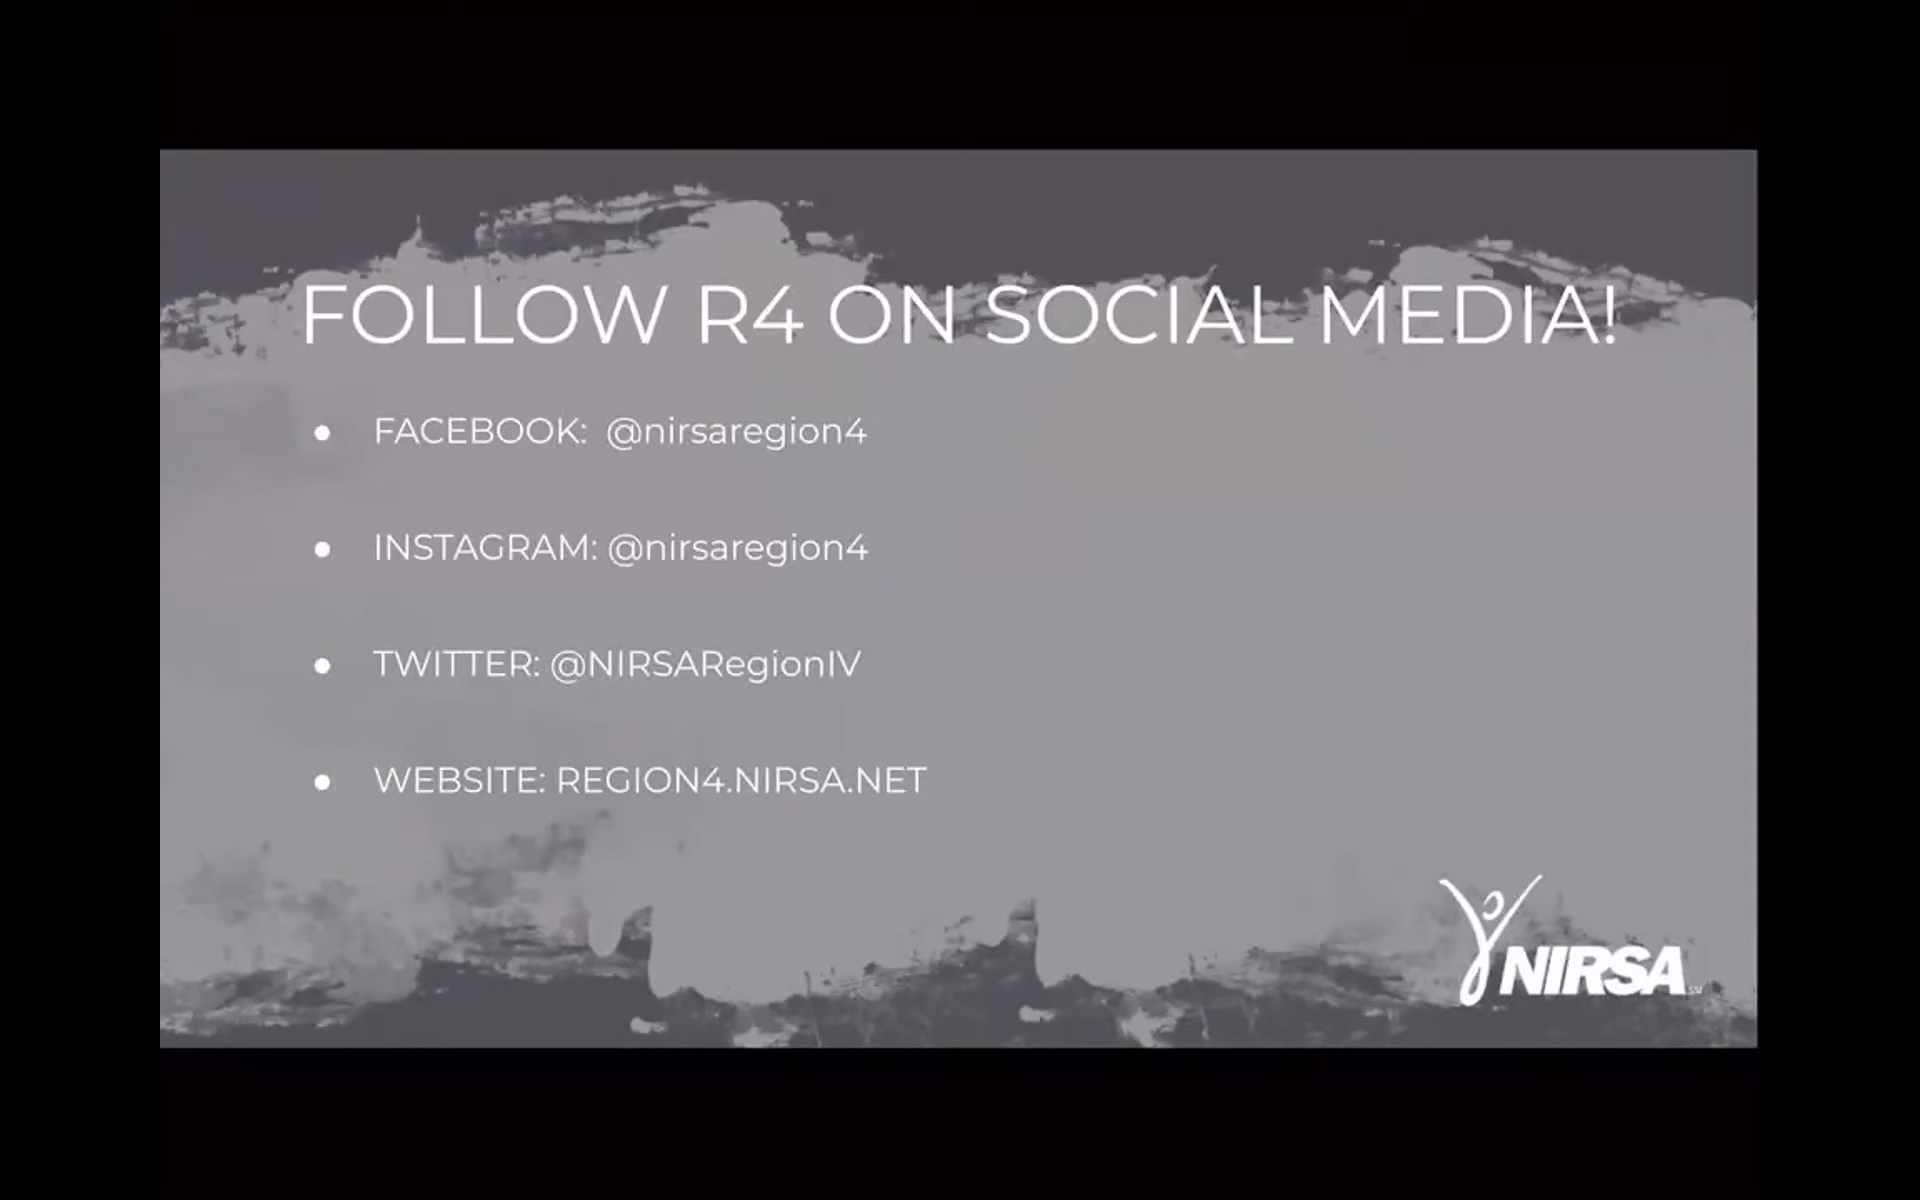 FOLLOW R4 ON SOCIAL MEDIA!
● FACEBOOK: @nirsaregion4
● INSTAGRAM: @nirsaregion4
● TWITTER: @NIRSARegionIV
● WEBSITE: REGION4.NIRSA.NET
NIRSA